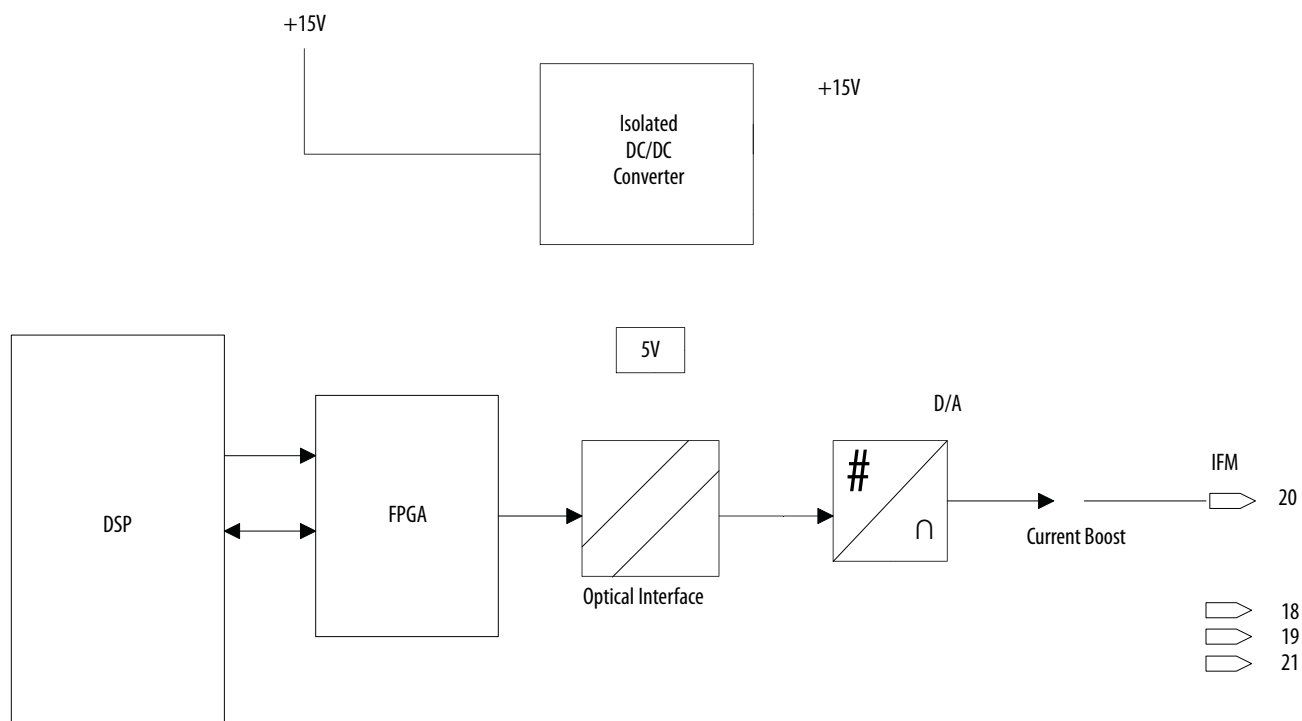 +15V
+15V
Isolated
DC/DC
Converter
5V
D/A
#
∩
IFM
20
DSP
FPGA
Current Boost
Optical Interface
18
19
21